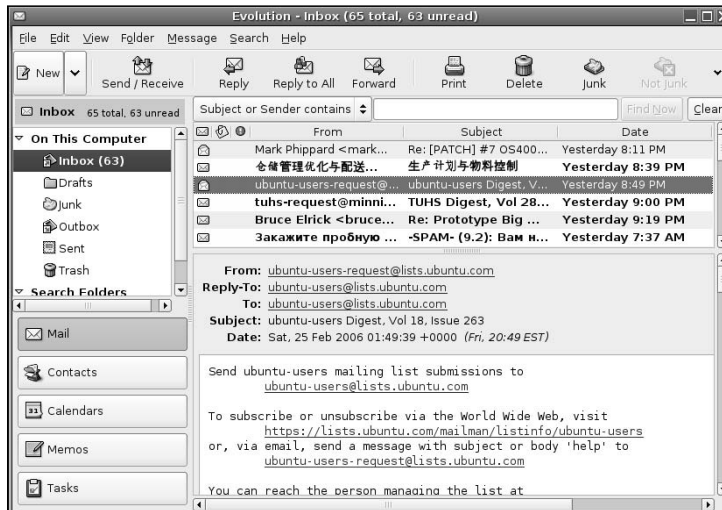 Evolution - Inbox (65 total, 63 unread)
File Edit View Folder Message Search Help
New Send / Receive Reply Reply to All Forward Print Delete Junk Not Junk
Inbox 65 total, 63 unread
Subject or Sender contains Find Now Clear
On This Computer
Inbox (63)
Drafts
Junk
Outbox
Sent
Trash
Search Folders
Mail
Contacts
31 Calendars
Memos
Tasks
From Subject Date
Mark Phippard <mark... Re: [PATCH] #7 OS400... Yesterday 8:11 PM
仓储管理优化与配送... 生产计划与物料控制 Yesterday 8:39 PM
ubuntu-users-request@... ubuntu-users Digest, V... Yesterday 8:49 PM
tuhs-request@minni... TUHS Digest, Vol 28... Yesterday 9:00 PM
Bruce Elrick <bruce... Re: Prototype Big ... Yesterday 9:19 PM
Закажите пробную ... -SPAM- (9.2): Вам н... Yesterday 7:37 AM
From: ubuntu-users-request@lists.ubuntu.com
Reply-To: ubuntu-users@lists.ubuntu.com
To: ubuntu-users@lists.ubuntu.com
Subject: ubuntu-users Digest, Vol 18, Issue 263
Date: Sat, 25 Feb 2006 01:49:39 +0000 (Fri, 20:49 EST)
Send ubuntu-users mailing list submissions to
ubuntu-users@lists.ubuntu.com
To subscribe or unsubscribe via the World Wide Web, visit
https://lists.ubuntu.com/mailman/listinfo/ubuntu-users
or, via email, send a message with subject or body 'help' to
ubuntu-users-request@lists.ubuntu.com
You can reach the person managing the list at